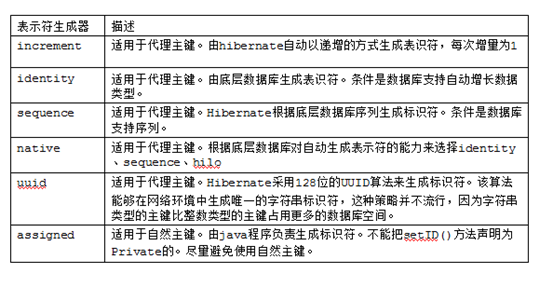 表示符生成器 描述
increment 适用于代理主键。由hibernate自动以递增的方式生成表识符，每次增量为1
identity 适用于代理主键。由底层数据库生成表识符。条件是数据库支持自动增长数据
类型。
sequence 适用于代理主键。Hibernate根据底层数据库序列生成标识符。条件是数据库
支持序列。
native 适用于代理主键。根据底层数据库对自动生成表示符的能力来选择identity
、sequence、hilo
uuid 适用于代理主键。Hibernate采用128位的UUID算法来生成标识符。该算法
能够在网络环境中生成唯一的字符串标识符，这种策略并不流行，因为字符串
类型的主键比整数类型的主键占用更多的数据库空间。
assigned 适用于自然主键。由java程序负责生成标识符。不能把setID()方法声明为
Private的。尽量避免使用自然主键。